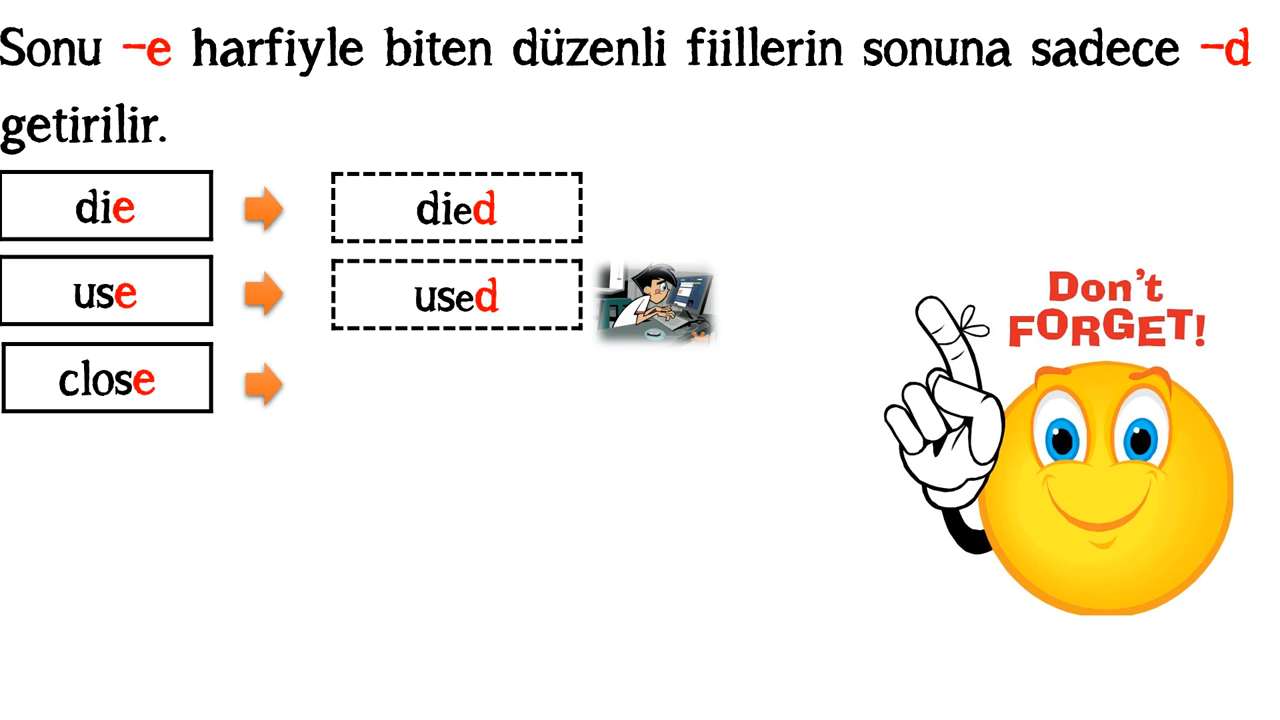 Sonu -e harfiyle biten düzenli fiillerin sonuna sadece -d
getirilir.
die died
use used
close
Don't
FORGET!